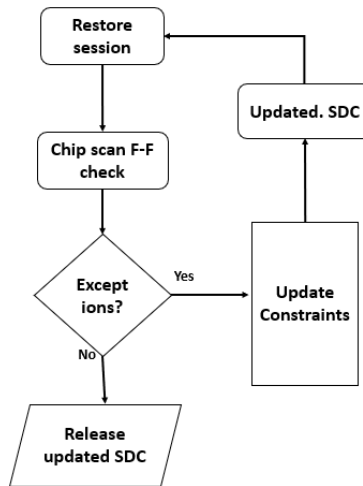 Restore
session
Updated. SDC
Chip scan F-F
check
Except
ions?
Yes
Update
Constraints
No
Release
updated SDC